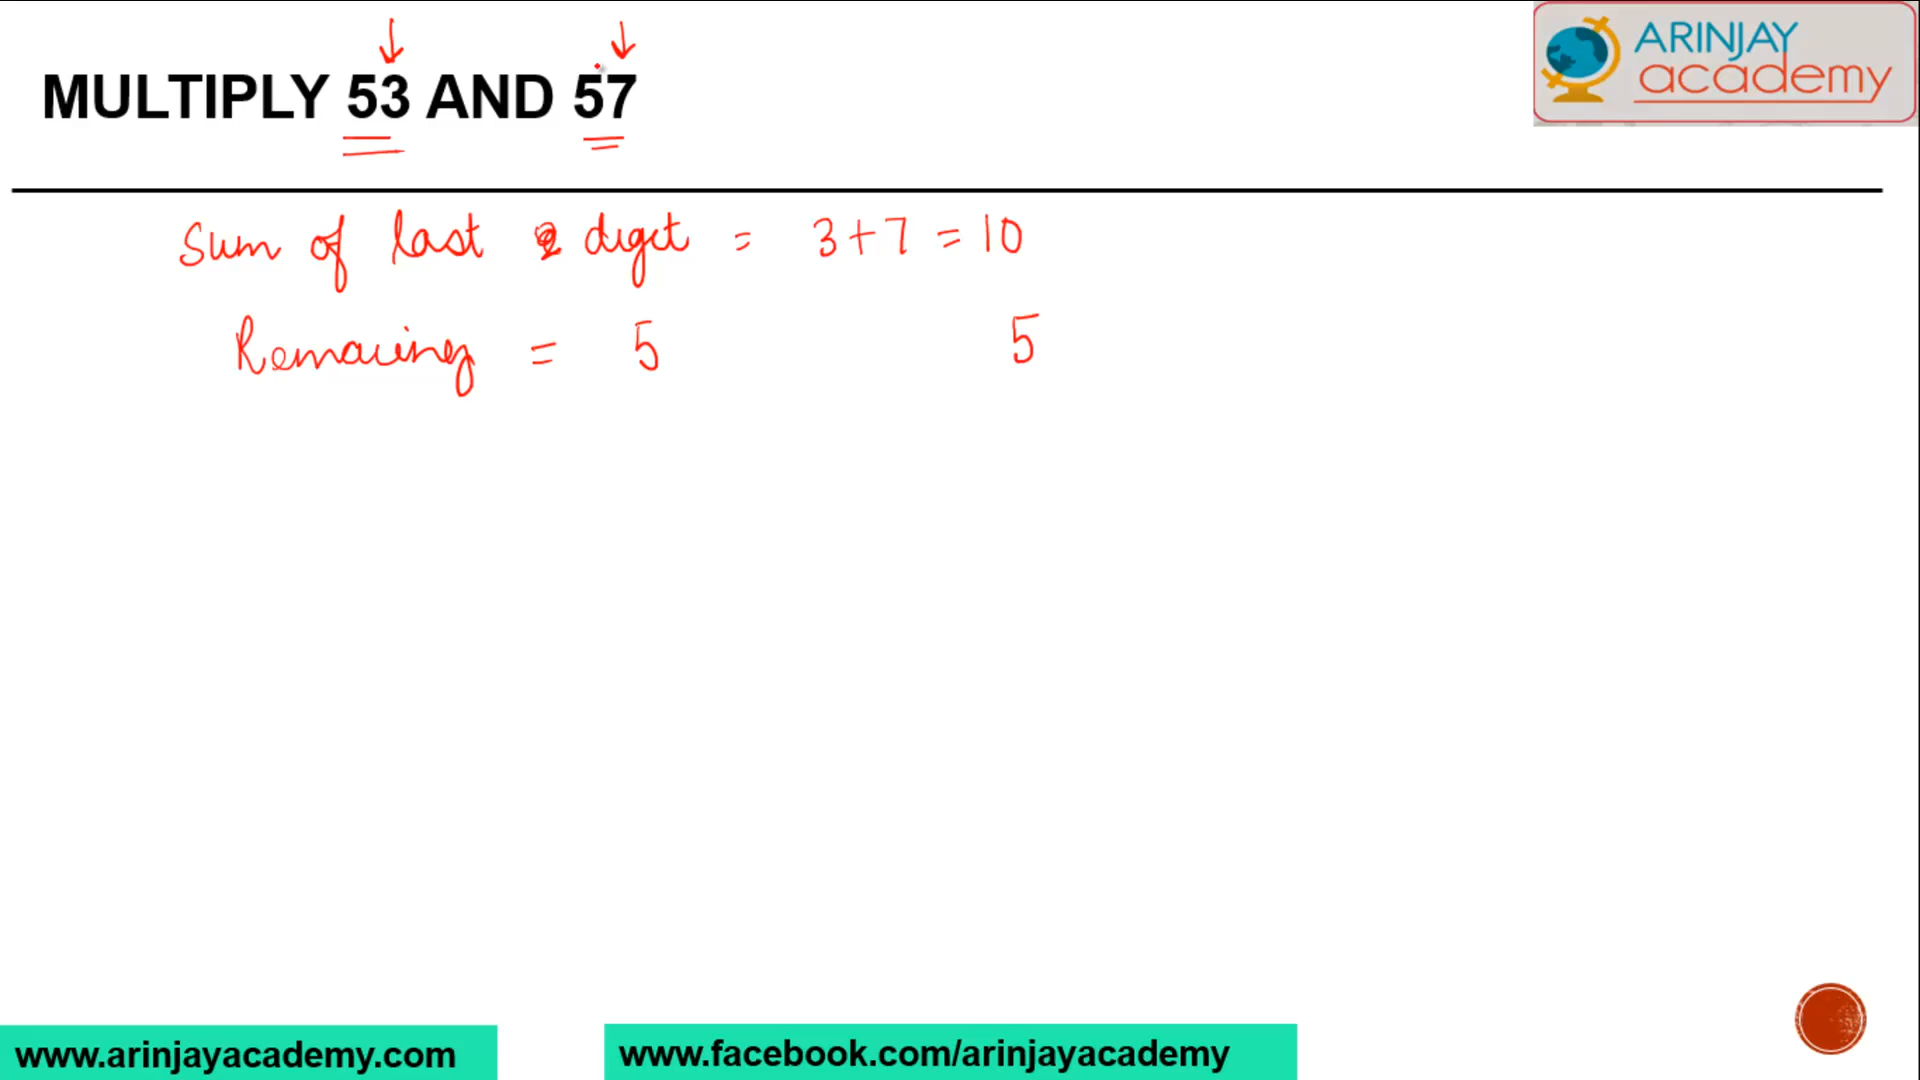 MULTIPLY 53 AND 57
ARINJAY
academy
Sum of last 2 digit = 3+7 = 10
Remaining = 5 5
www.arinjayacademy.com
www.facebook.com/arinjayacademy